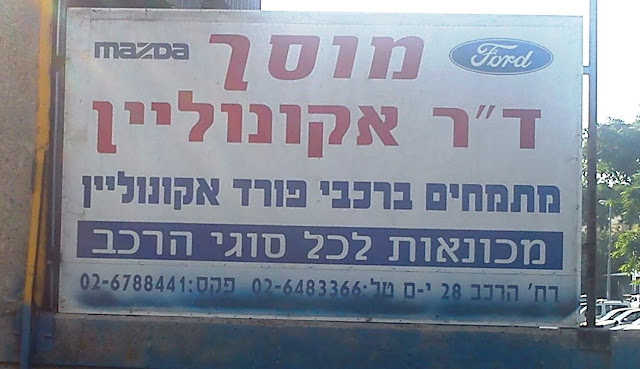 mazda מוסך Ford
ד"ר אקונוליין
מתמחים ברכבי פורד אקונוליין
מכונאות לכל סוגי הרכב
רח' הרכב 28 י-ם טל:02-6483366 פקס:02-6788441